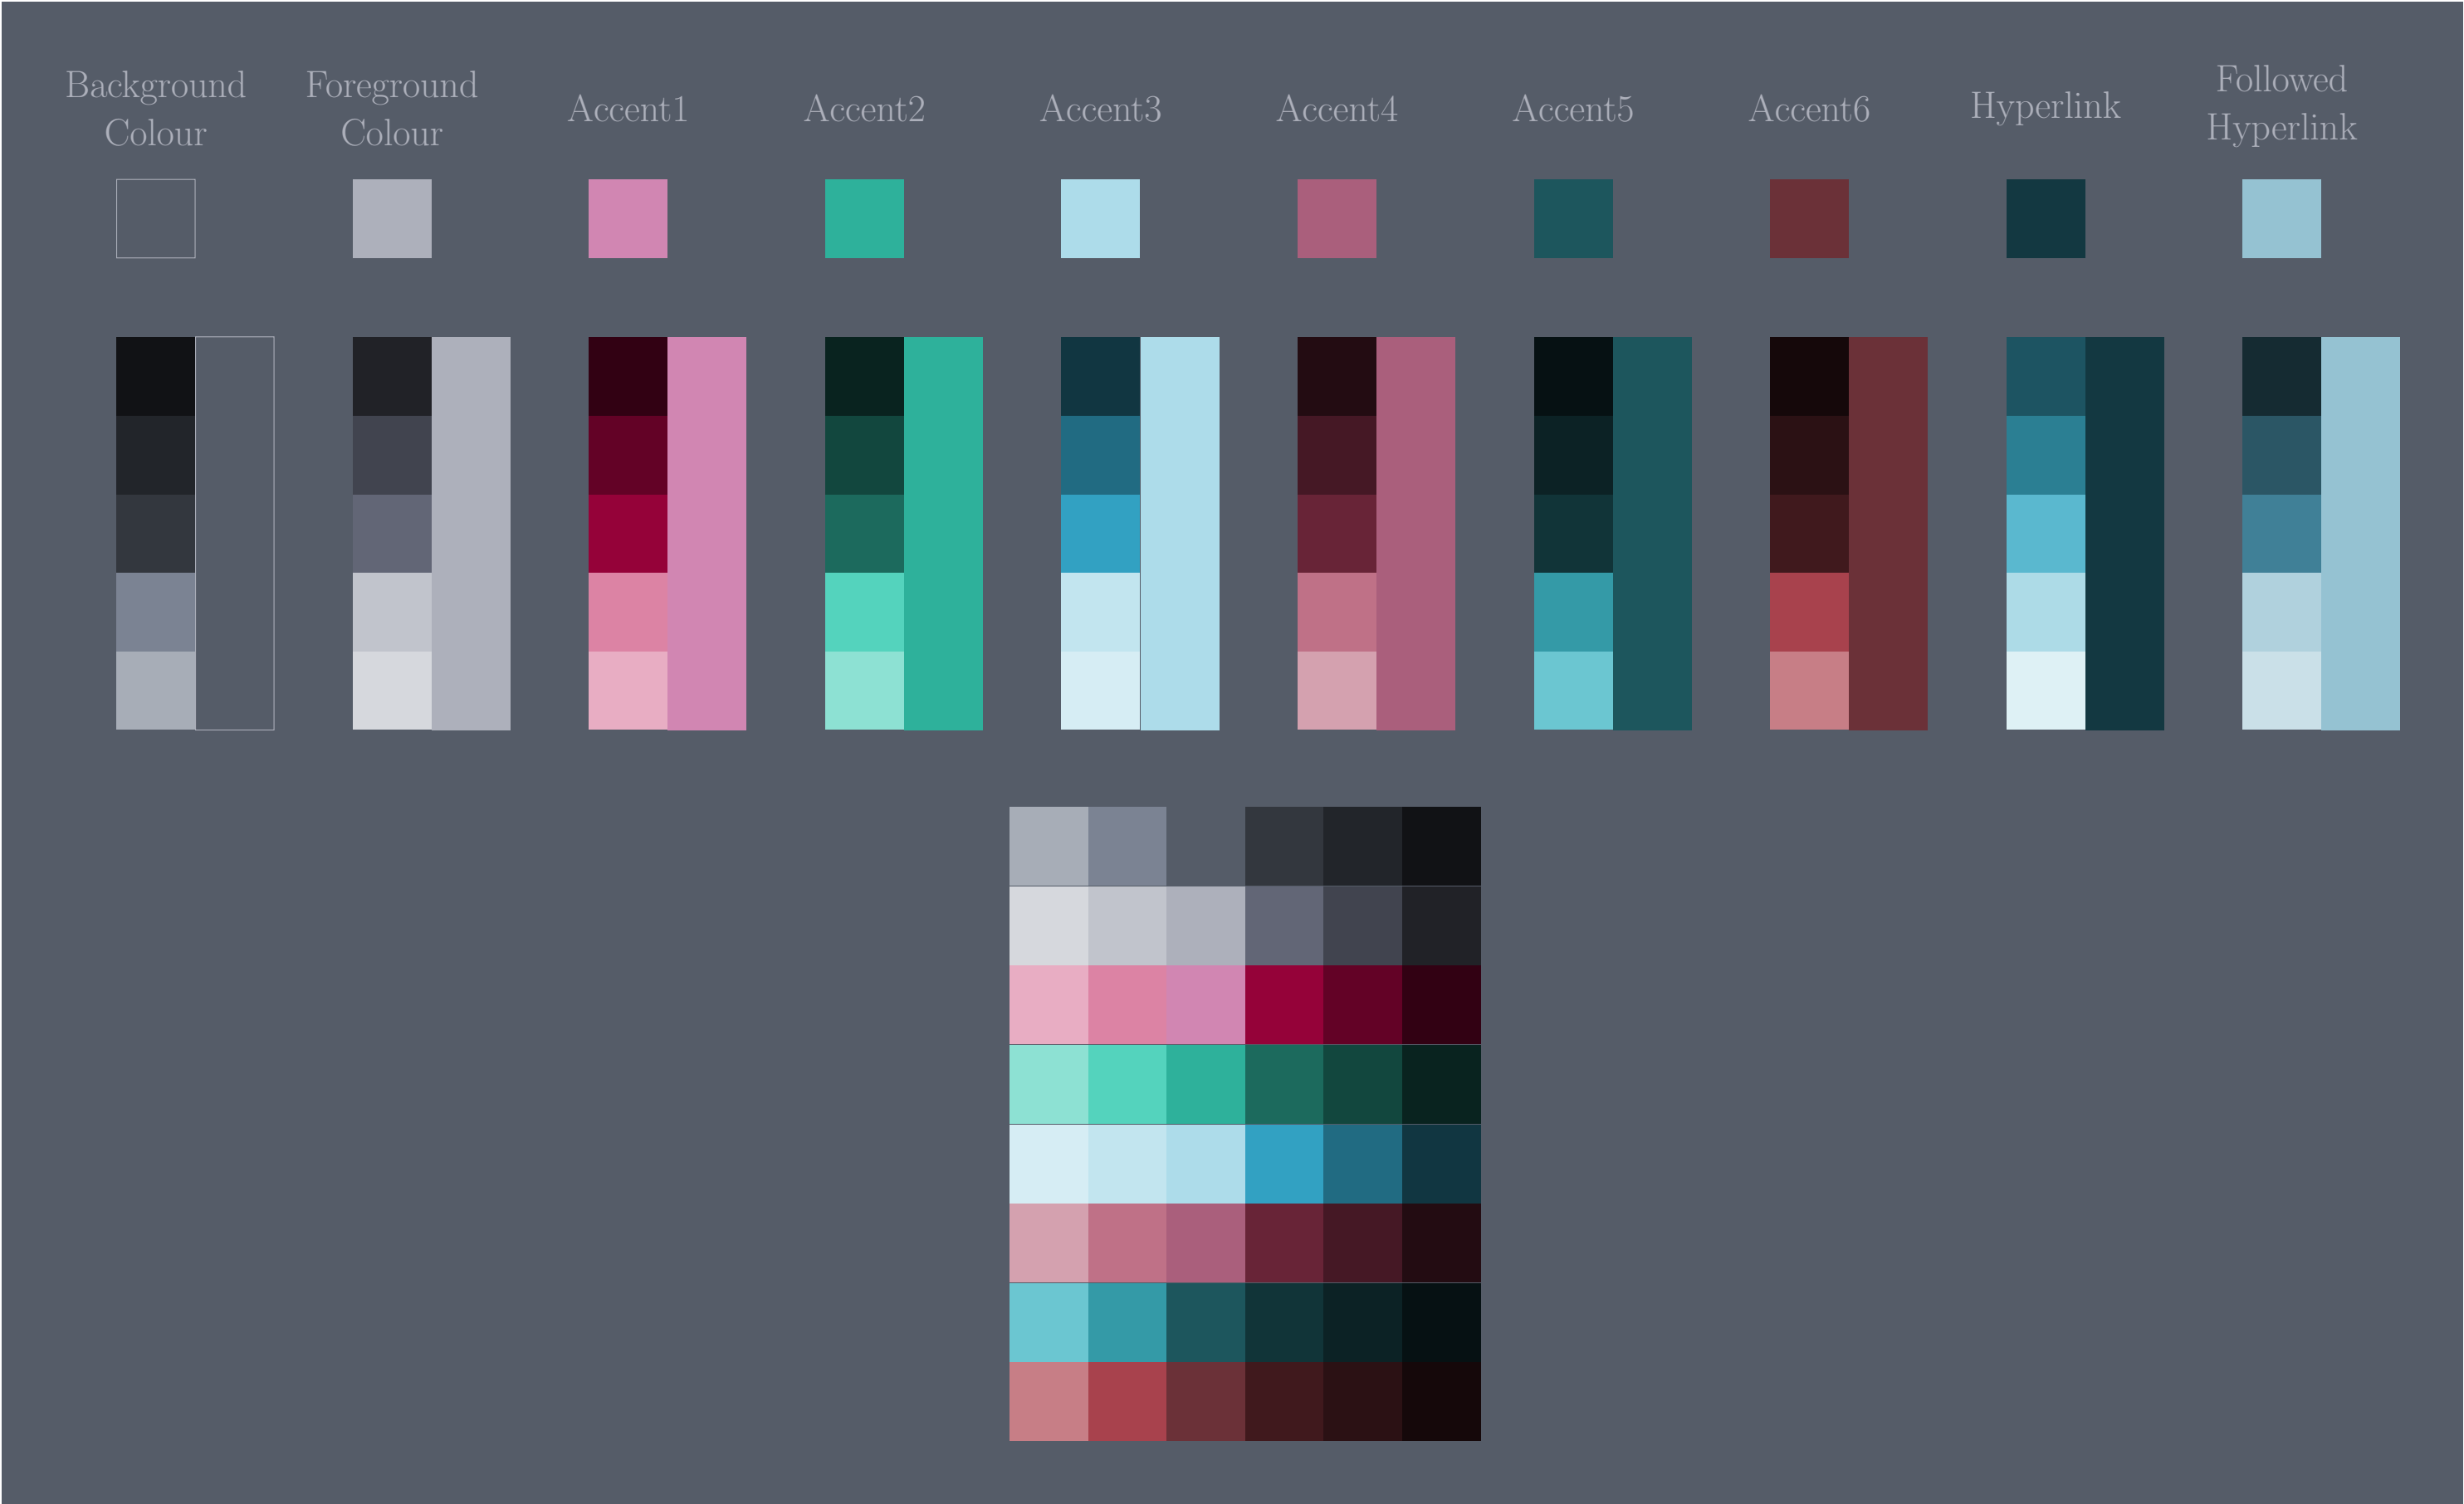 Background
Colour
Foreground
Colour
Accent1
Accent2
Accent3
Accent4
Accent5
Accent6
Hyperlink
Followed
Hyperlink